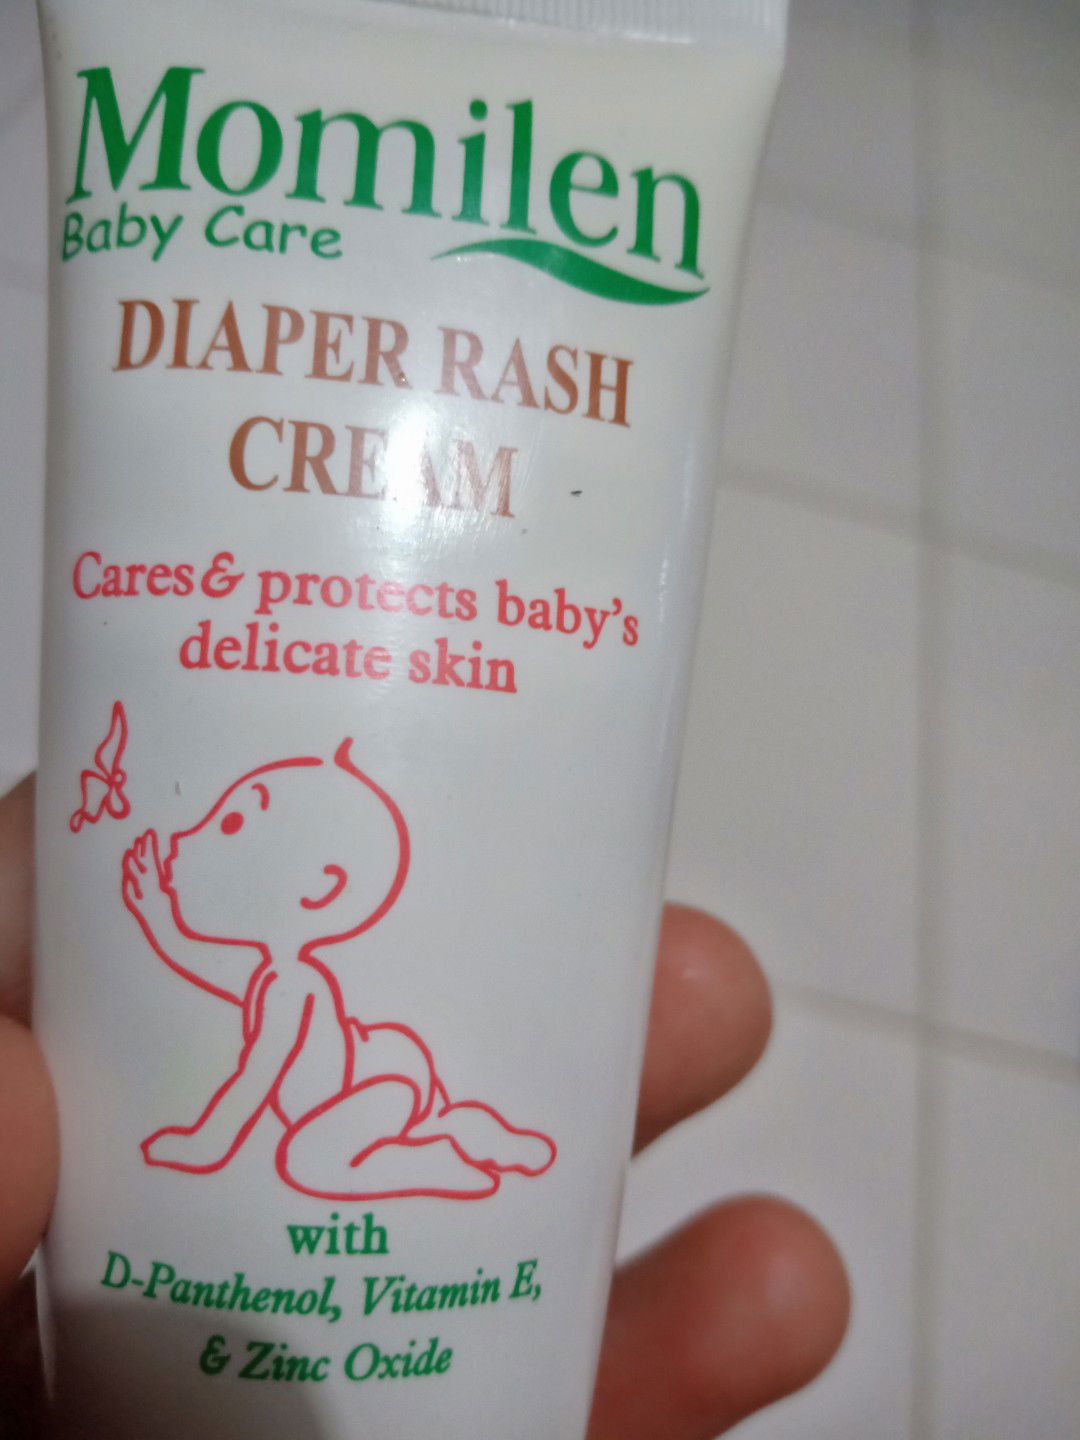 Momilen
Baby Care
DIAPER RASH
CREAM
Cares & protects baby's
delicate skin
with
D-Panthenol, Vitamin E,
& Zinc Oxide